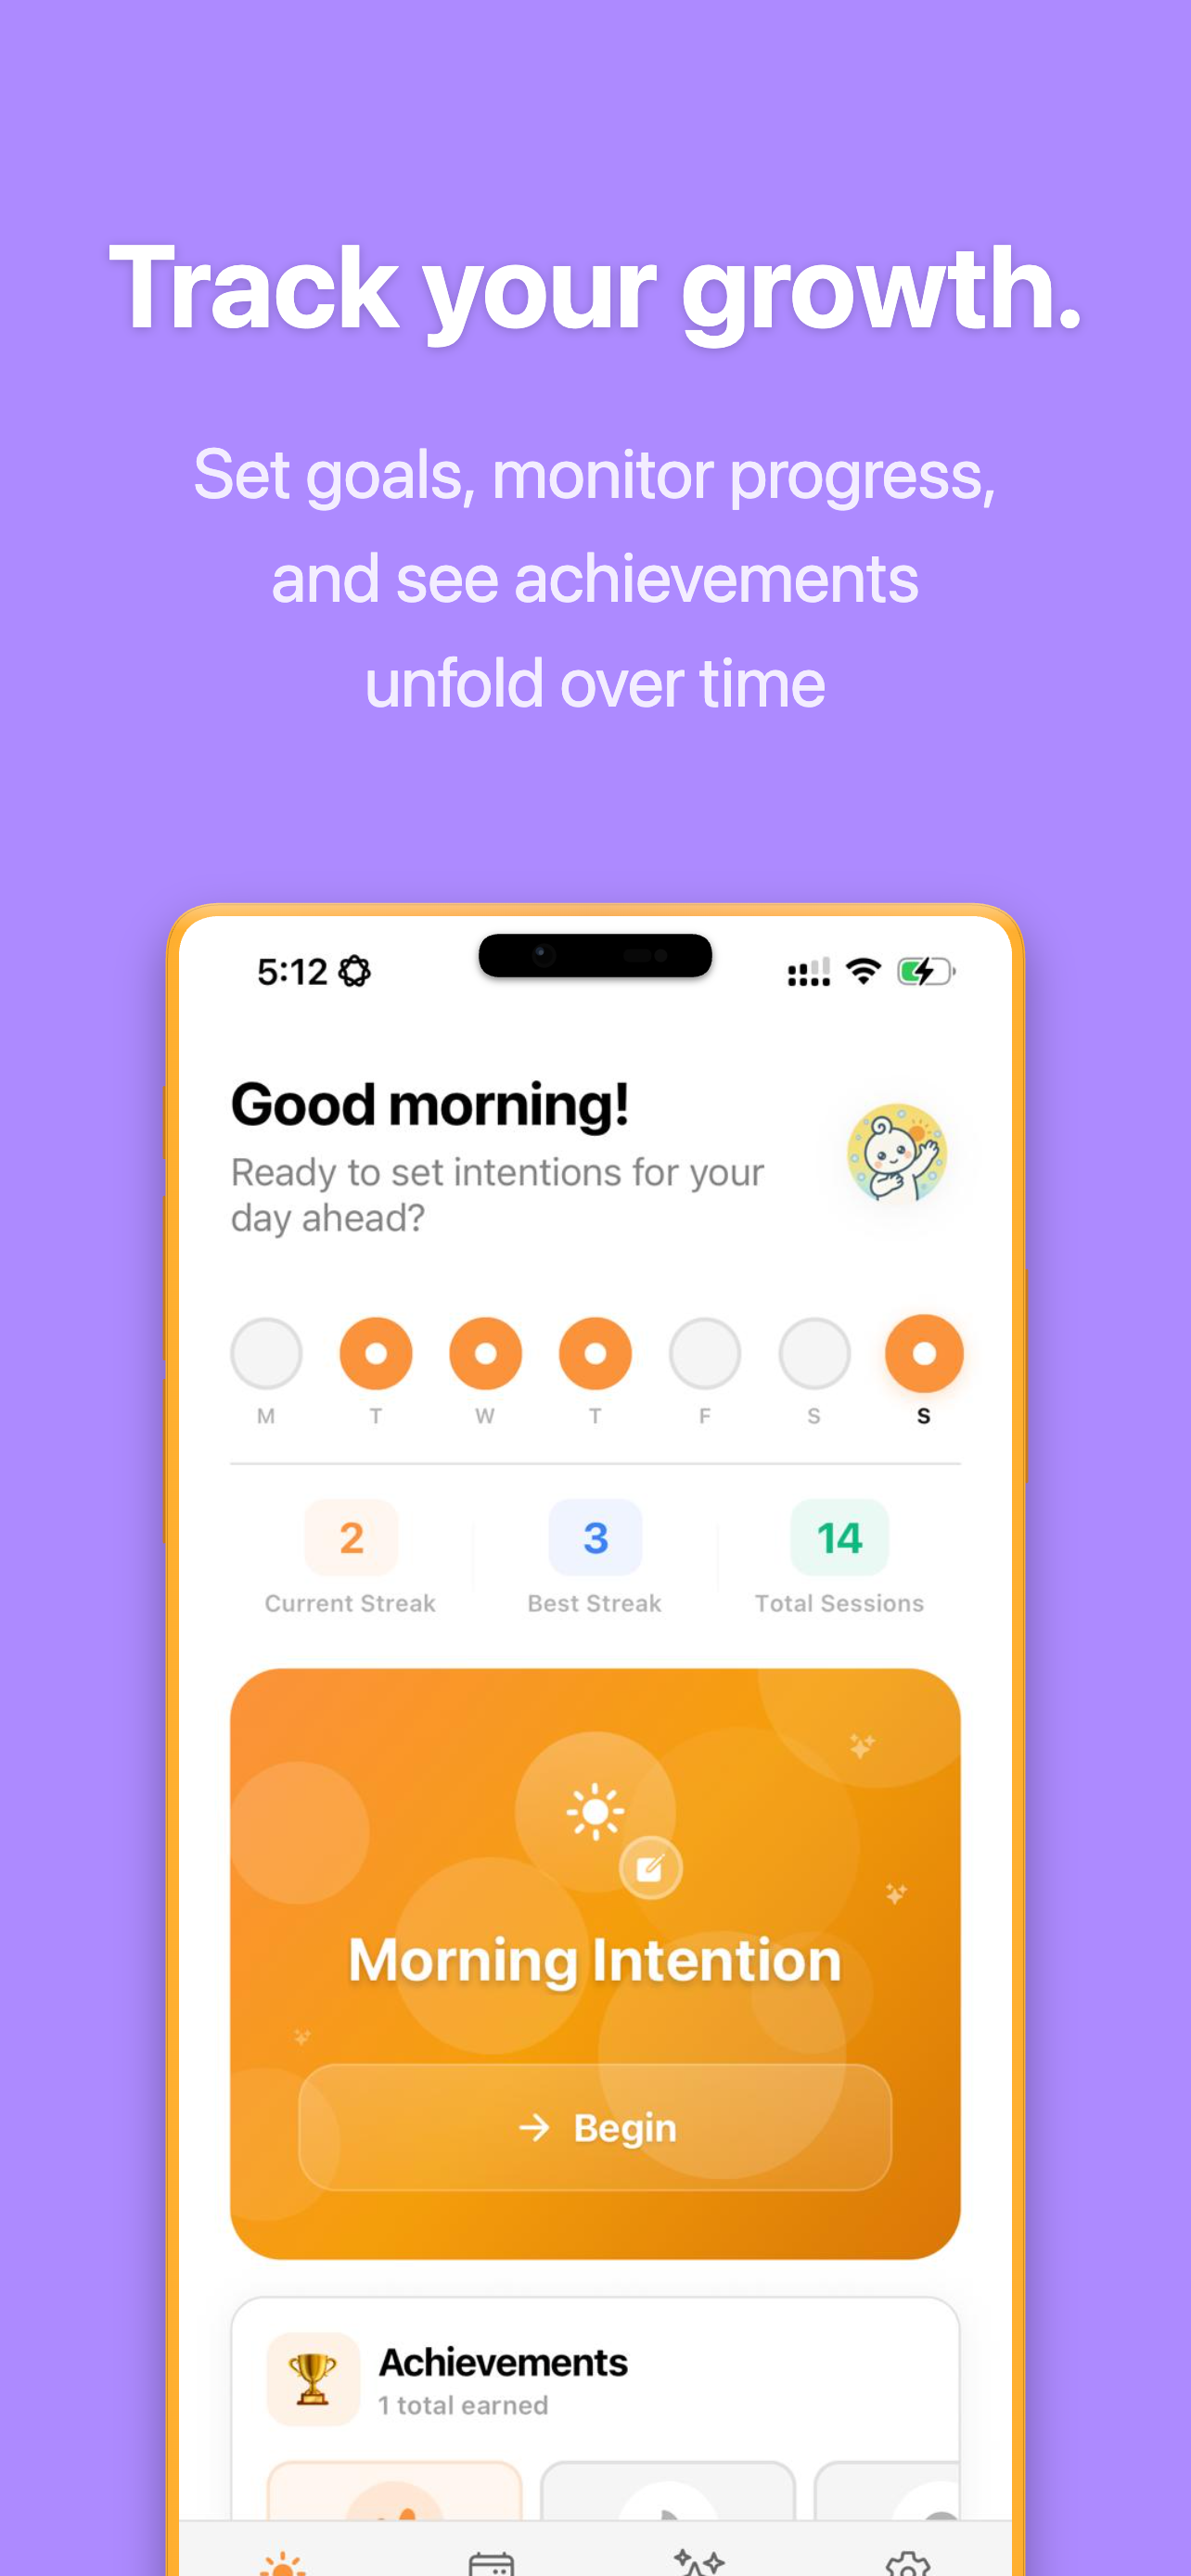 Track your growth.
Set goals, monitor progress,
and see achievements
unfold over time
5:12
Good morning!
Ready to set intentions for your
day ahead?
M T W T F S S
2 3 14
Current Streak Best Streak Total Sessions
Morning Intention
→ Begin
Achievements
1 total earned